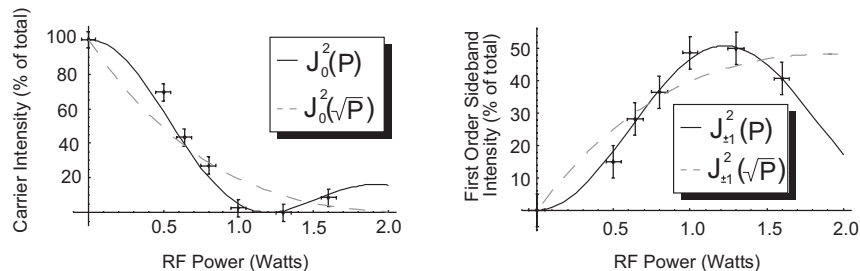 Carrier Intensity (% of total)
100
80
60
40
20
0.5
1.0
1.5
2.0
RF Power (Watts)
J₀²(P)
J₀²(√P)
First Order Sideband
Intensity (% of total)
50
40
30
20
10
0
0.5
1.0
1.5
2.0
RF Power (Watts)
J±1²(P)
J±1²(√P)